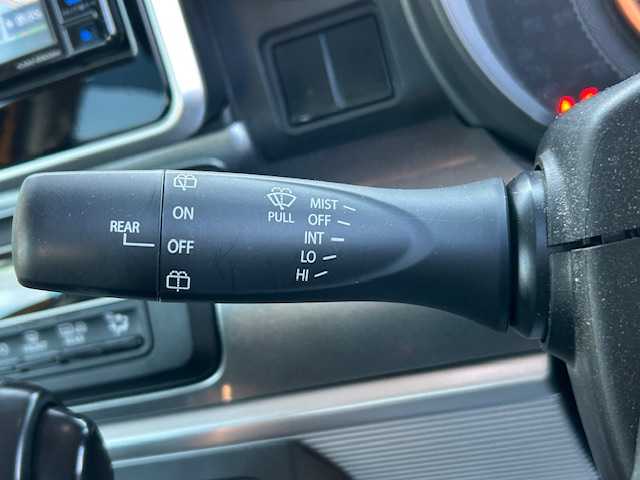 REAR
ON
OFF
PULL
MIST
OFF
INT
LO
HI